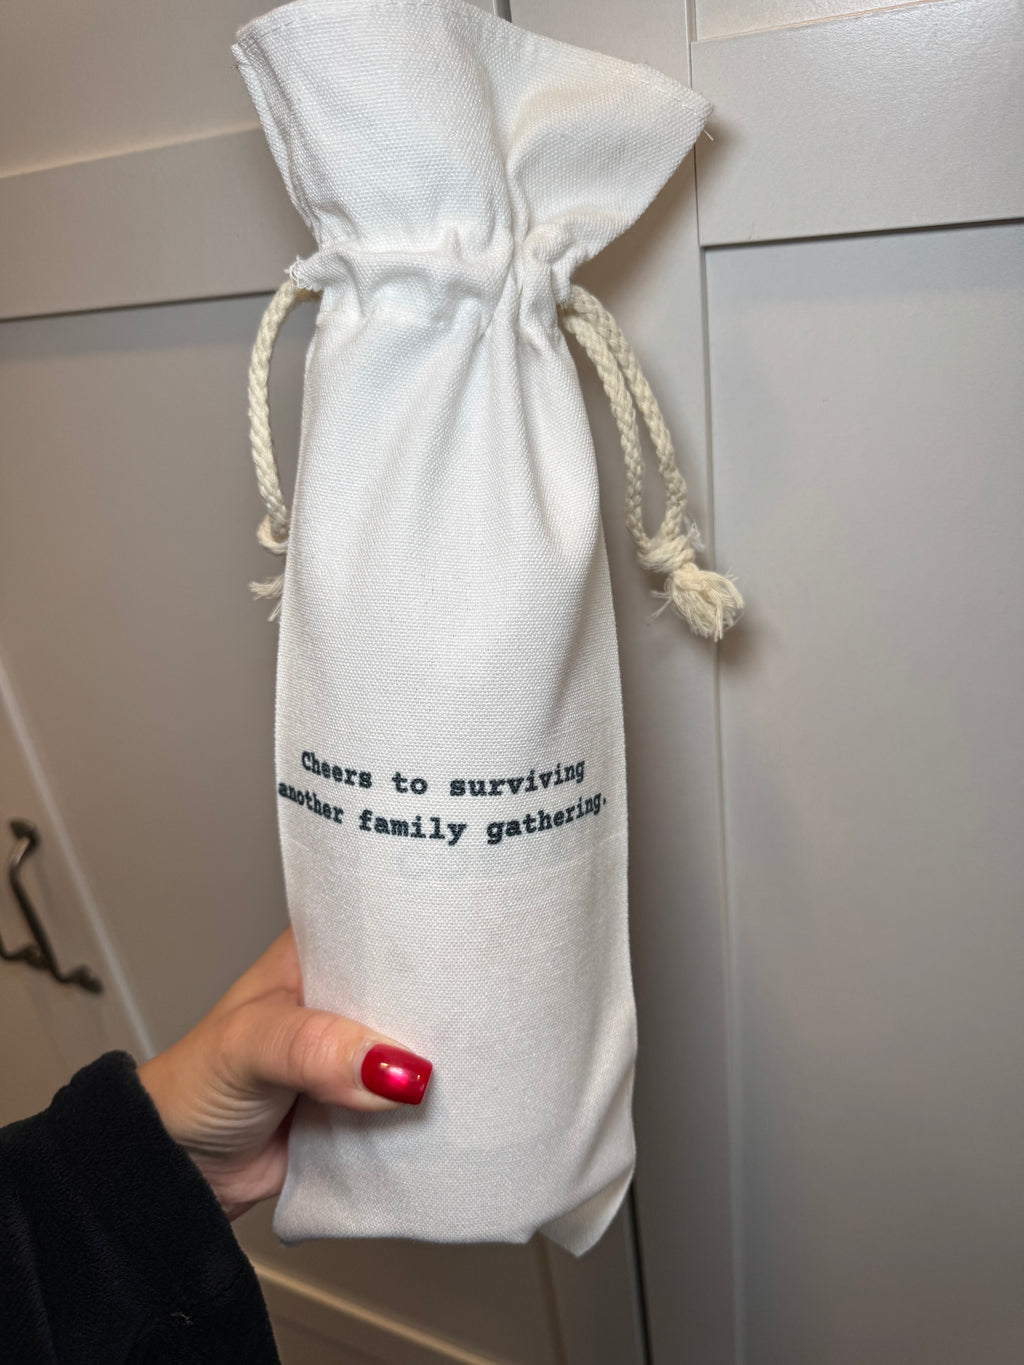 Cheers to surviving
another family gathering.